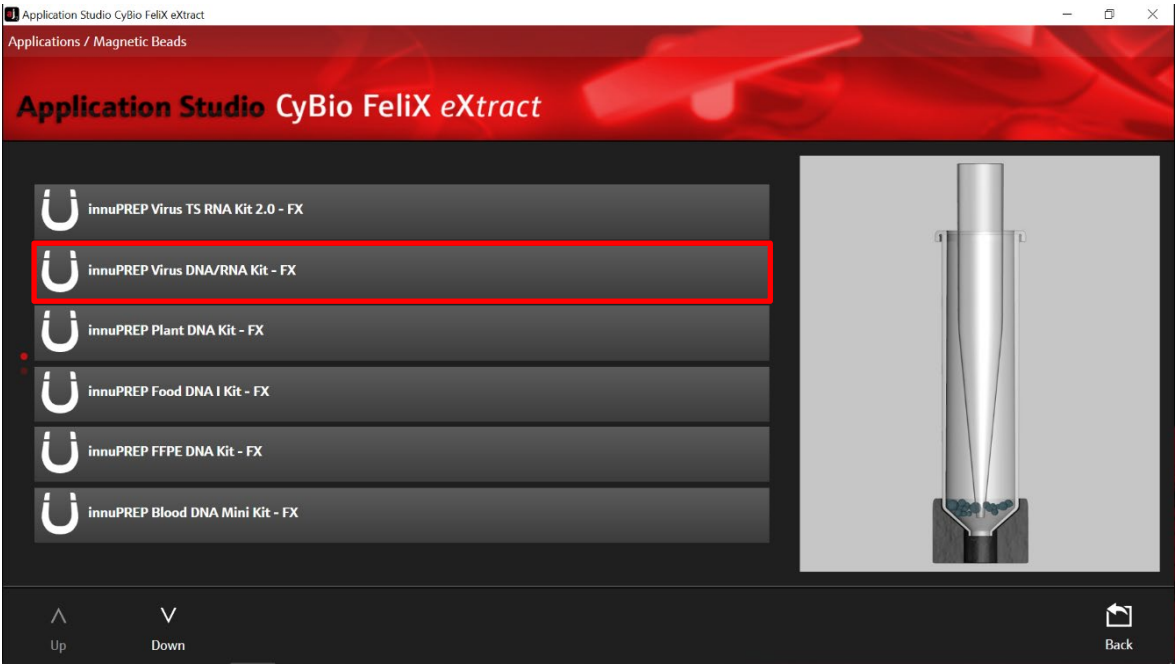 Application Studio CyBio FeliX eXtract
Applications / Magnetic Beads
Application Studio CyBio FeliX eXtract
innuPREP Virus TS RNA Kit 2.0 - FX
innuPREP Virus DNA/RNA Kit - FX
innuPREP Plant DNA Kit - FX
innuPREP Food DNA I Kit - FX
innuPREP FFPE DNA Kit - FX
innuPREP Blood DNA Mini Kit - FX
Up
Down
Back